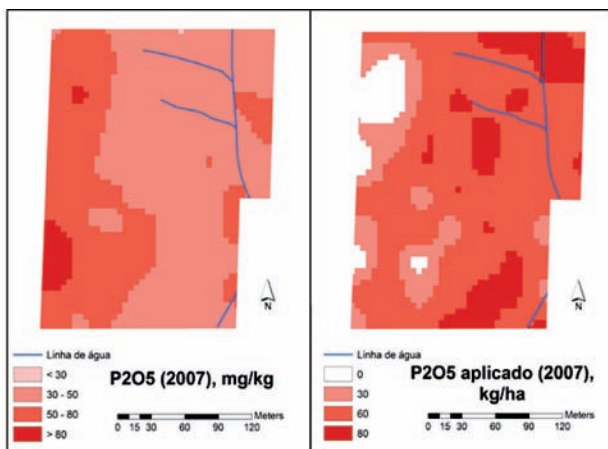 N
Linha de água
< 30
30 - 50
50 - 80
> 80
P2O5 (2007), mg/kg
Meters
0 15 30 60 90 120
N
Linha de água
0
30
60
80
P2O5 aplicado (2007),
kg/ha
Meters
0 15 30 60 90 120